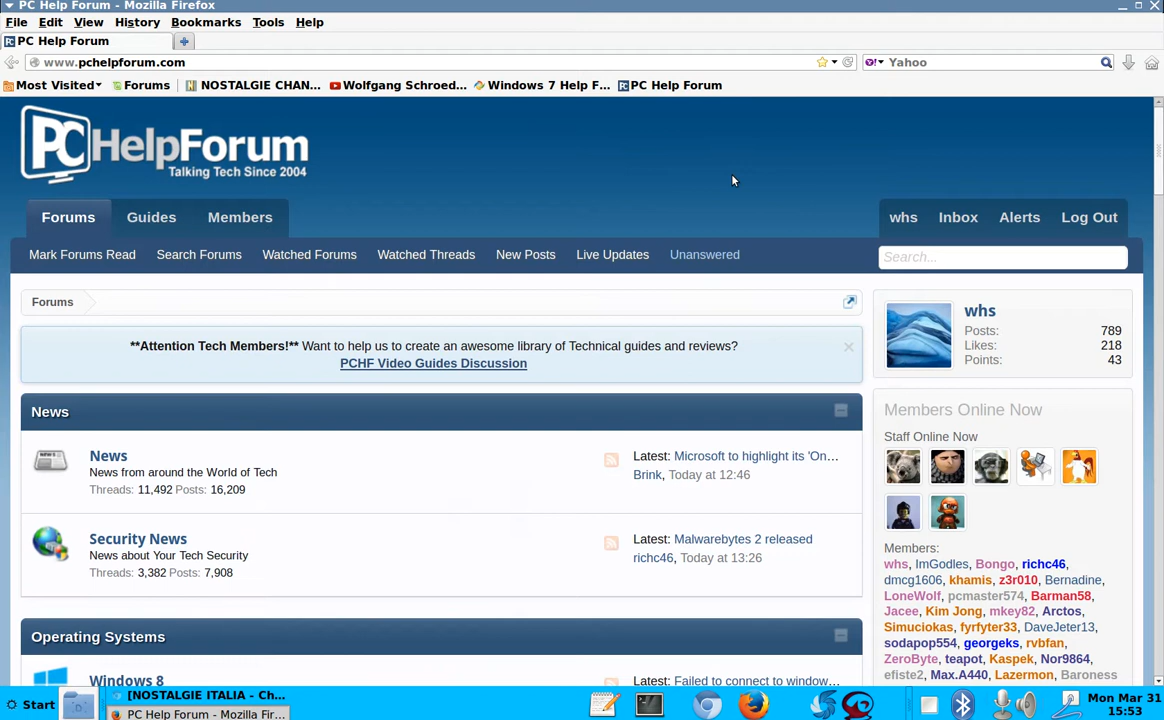 PC Help Forum - Mozilla Firefox
File Edit View History Bookmarks Tools Help
PC Help Forum
www.pchelpforum.com
Yahoo
Most Visited Forums NOSTALGIE CHAN... Wolfgang Schroed... Windows 7 Help F... PC Help Forum
PC HelpForum
Talking Tech Since 2004
Forums Guides Members whs Inbox Alerts Log Out
Mark Forums Read Search Forums Watched Forums Watched Threads New Posts Live Updates Unanswered Search...
Forums
**Attention Tech Members!** Want to help us to create an awesome library of Technical guides and reviews?
PCHF Video Guides Discussion
whs
Posts: 789
Likes: 218
Points: 43
News
News
News from around the World of Tech
Threads: 11,492 Posts: 16,209
Latest: Microsoft to highlight its 'On...
Brink, Today at 12:46
Security News
News about Your Tech Security
Threads: 3,382 Posts: 7,908
Latest: Malwarebytes 2 released
richc46, Today at 13:26
Operating Systems
Windows 8
Latest: Failed to connect to window...
Members Online Now
Staff Online Now
Members:
whs, ImGodles, Bongo, richc46,
dmcg1606, khamis, z3r010, Bernadine,
LoneWolf, pcmaster574, Barman58,
Jacee, Kim Jong, mkey82, Arctos,
Simuciokas, fyrfyter33, DaveJeter13,
sodapop554, georgeks, rvbfan,
ZeroByte, teapot, Kaspek, Nor9864,
efiste2, Max.A440, Lazermon, Baroness
Start
[NOSTALGIE ITALIA - Ch...
PC Help Forum - Mozilla Fir...
Mon Mar 31
15:53